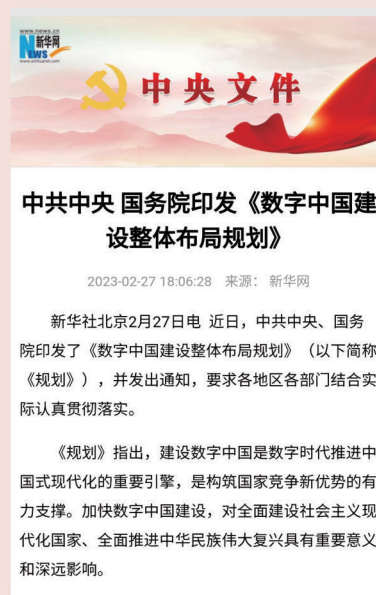 www.news.cn
新华网
NEWS
www.xinhuanet.com
中央文件
中共中央 国务院印发《数字中国建
设整体布局规划》
2023-02-27 18:06:28 来源： 新华网
新华社北京2月27日电 近日，中共中央、国务
院印发了《数字中国建设整体布局规划》（以下简称
《规划》），并发出通知，要求各地区各部门结合实
际认真贯彻落实。
《规划》指出，建设数字中国是数字时代推进中
国式现代化的重要引擎，是构筑国家竞争新优势的有
力支撑。加快数字中国建设，对全面建设社会主义现
代化国家、全面推进中华民族伟大复兴具有重要意义
和深远影响。